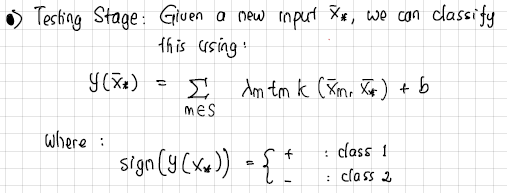 • Testing Stage: Given a new input x̄*, we can classify
this using:
y(x̄*) = Σ λm tm k (x̄m, x̄*) + b
m∈S
where :
sign(y(x*)) = { + : class 1
- : class 2